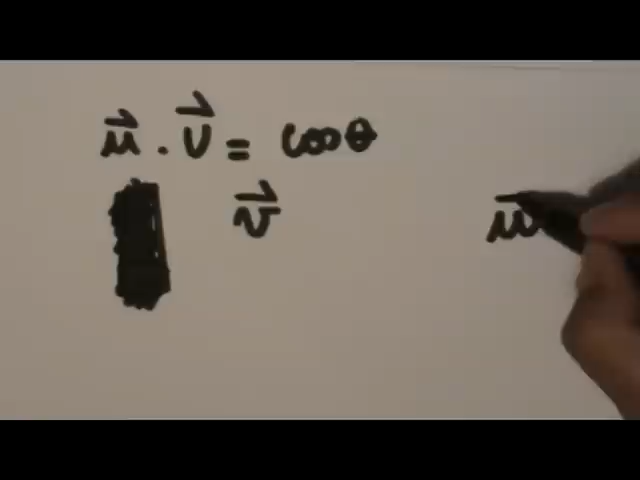 u⃗ . v⃗ = cosθ
v⃗ u⃗